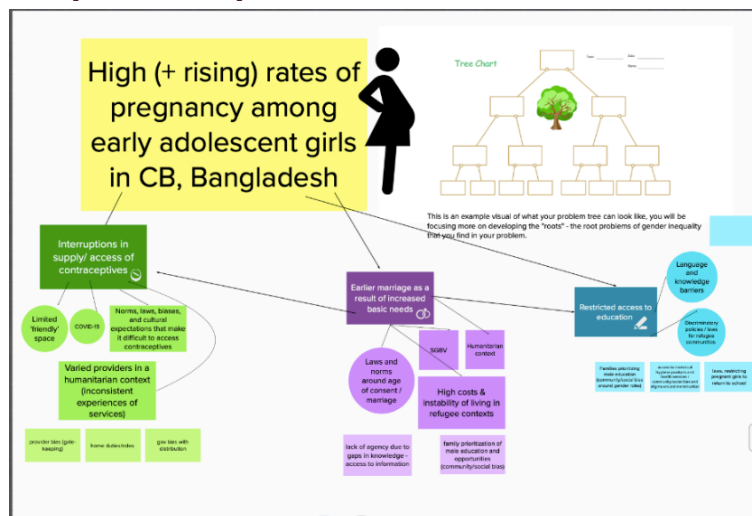 High (+ rising) rates of
pregnancy among
early adolescent girls
in CB, Bangladesh
Tree Chart
This is an example visual of what your problem tree can look like, you will be
focusing more on developing the "roots" - the root problems of gender inequality
that you find in your problem.
Interruptions in
supply/ access of
contraceptives
Limited
'friendly'
space
COVID-19
Norms, laws, biases,
and cultural
expectations that make
it difficult to access
contraceptives
Varied providers in a
humanitarian context
(inconsistent
experiences of
services)
provider bias (gate-
keeping)
home duties/roles
gov bias with
distribution
Earlier marriage as a
result of increased
basic needs
Laws and
norms
around age of
consent /
marriage
SGBV
Humanitarian
context
High costs &
instability of living in
refugee contexts
lack of agency due to
gaps in knowledge -
access to information
family prioritization of
male education and
opportunities
(community/social bias)
Restricted access to
education
Language
and
knowledge
barriers
Discriminatory
policies / laws
for refugee
communities
Families prioritizing
male education
(community/social bias
around gender roles)
laws, restricting
pregnant girls to
return to school